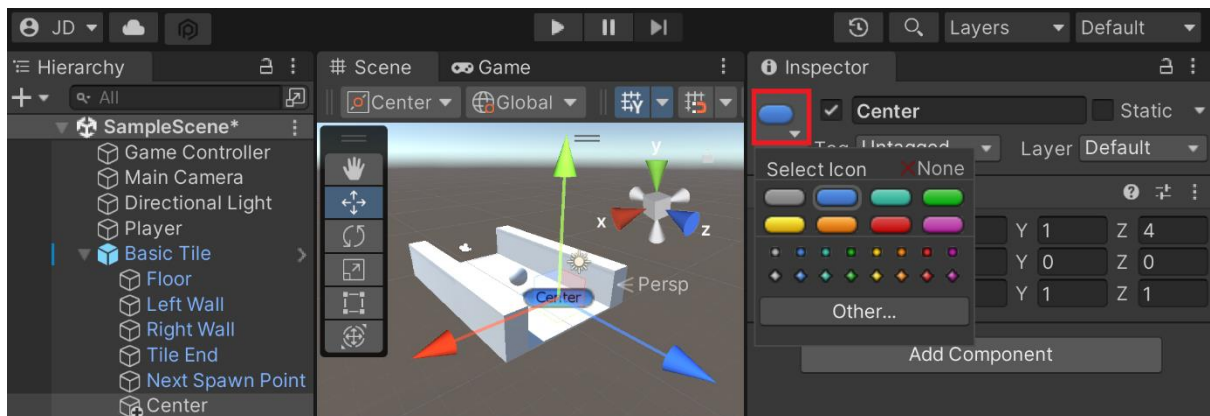 JD
Layers
Default
Hierarchy
All
SampleScene*
Game Controller
Main Camera
Directional Light
Player
Basic Tile
Floor
Left Wall
Right Wall
Tile End
Next Spawn Point
Center
Scene
Game
Center
Global
y
x
z
Persp
Center
Inspector
Center
Static
Tag Untagged
Layer Default
Select Icon
None
Y 1 Z 4
Y 0 Z 0
Y 1 Z 1
Other...
Add Component